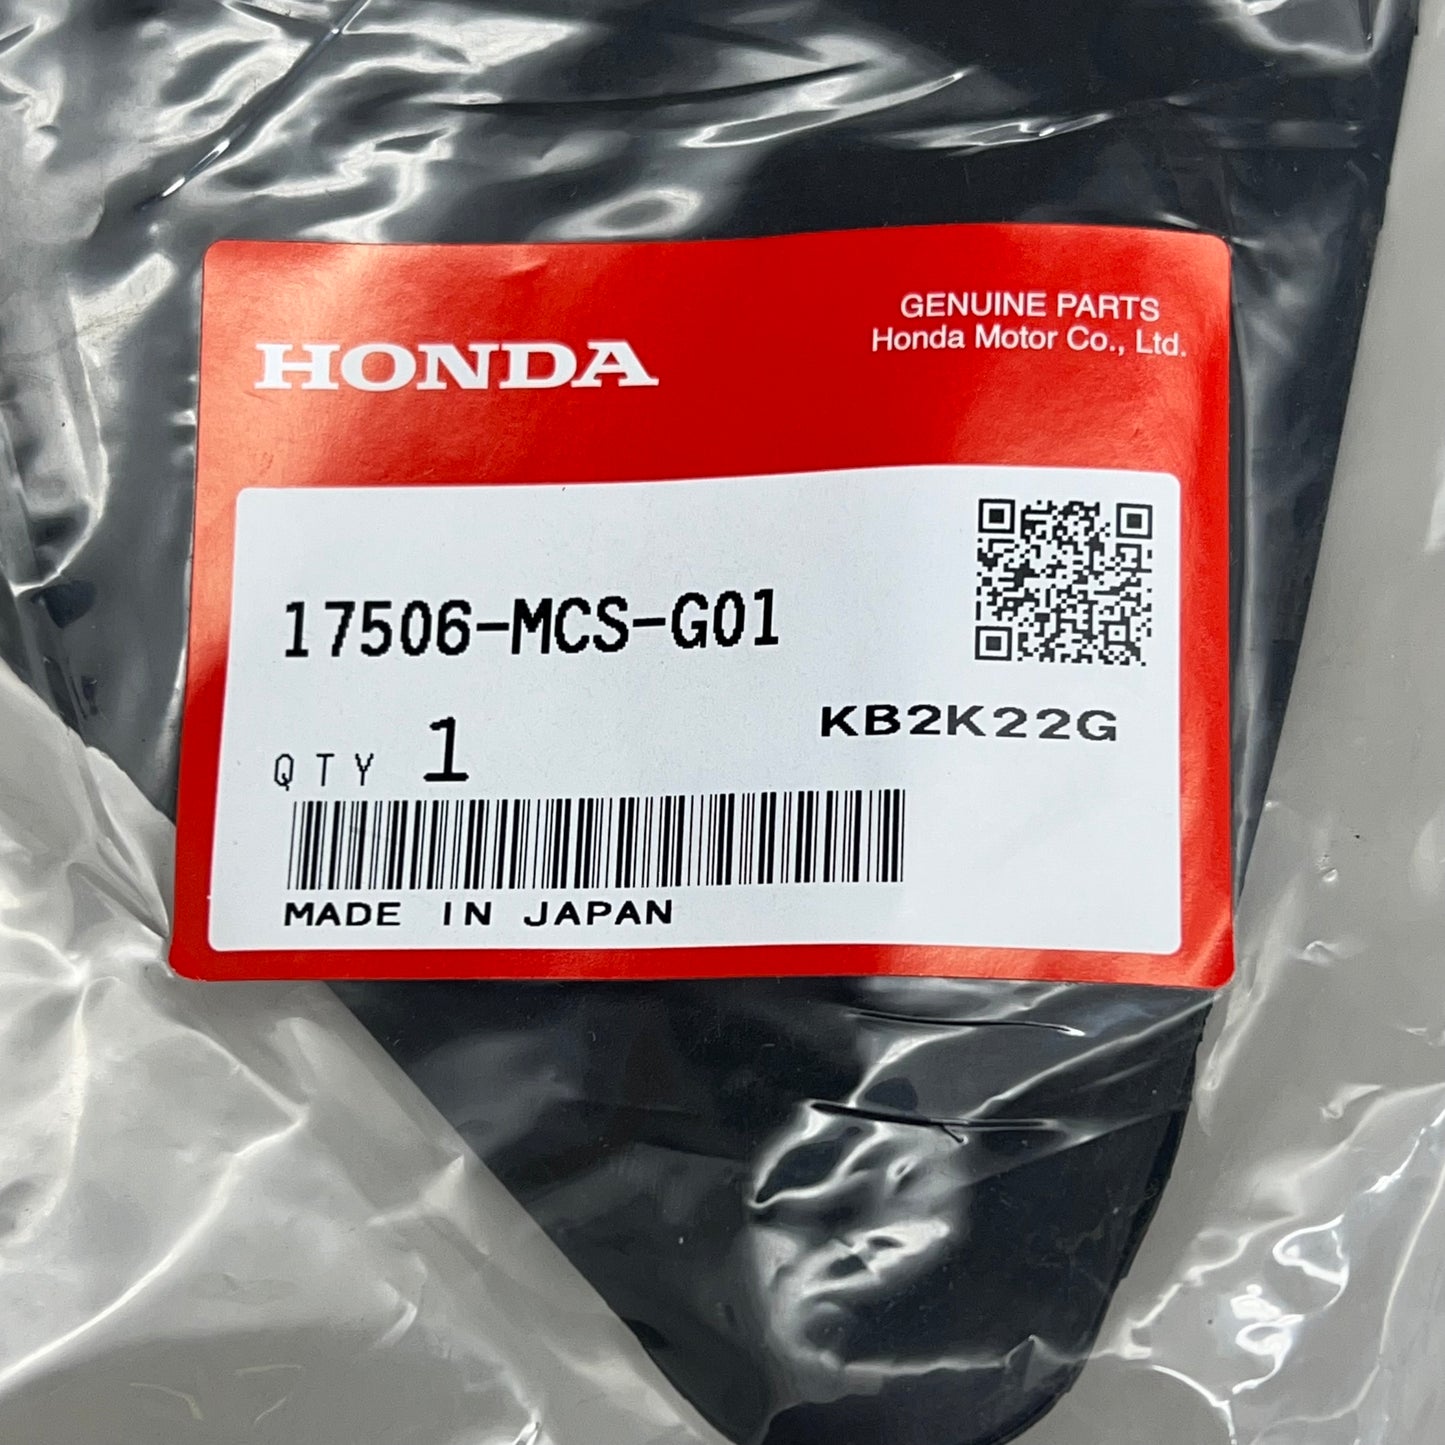 GENUINE PARTS
Honda Motor Co., Ltd.
HONDA
17506-MCS-G01
KB2K22G
QTY 1
MADE IN JAPAN